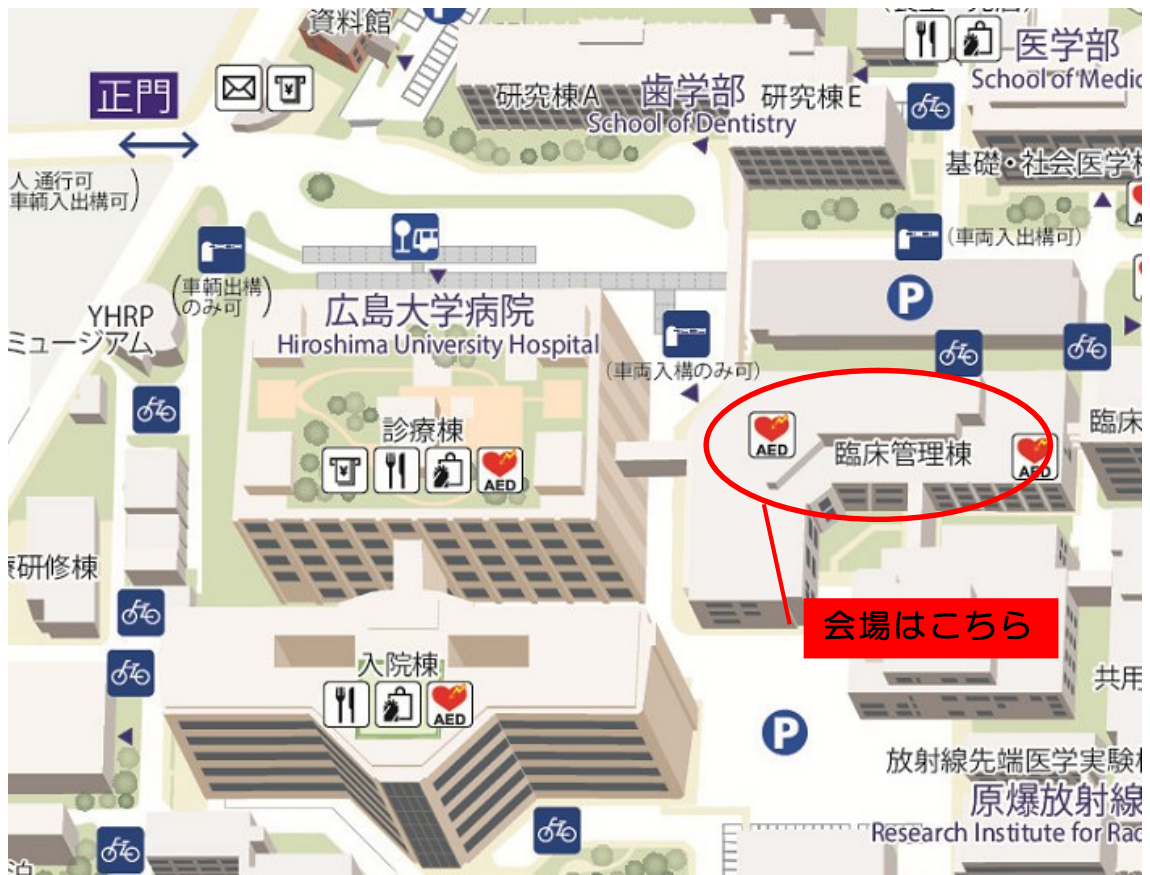 資料館
医学部
School of Medic
正門
研究棟A
歯学部
研究棟E
School of Dentistry
基礎・社会医学
人 通行可
車輌入出構可)
(車両入出構可)
(車輌出構
のみ可)
P
YHRP
ミュージアム
広島大学病院
Hiroshima University Hospital
(車両入構のみ可)
診療棟
AED
AED
臨床管理棟
AED
臨床
研修棟
会場はこちら
入院棟
AED
共用
P
放射線先端医学実験
原爆放射線
Research Institute for Rad